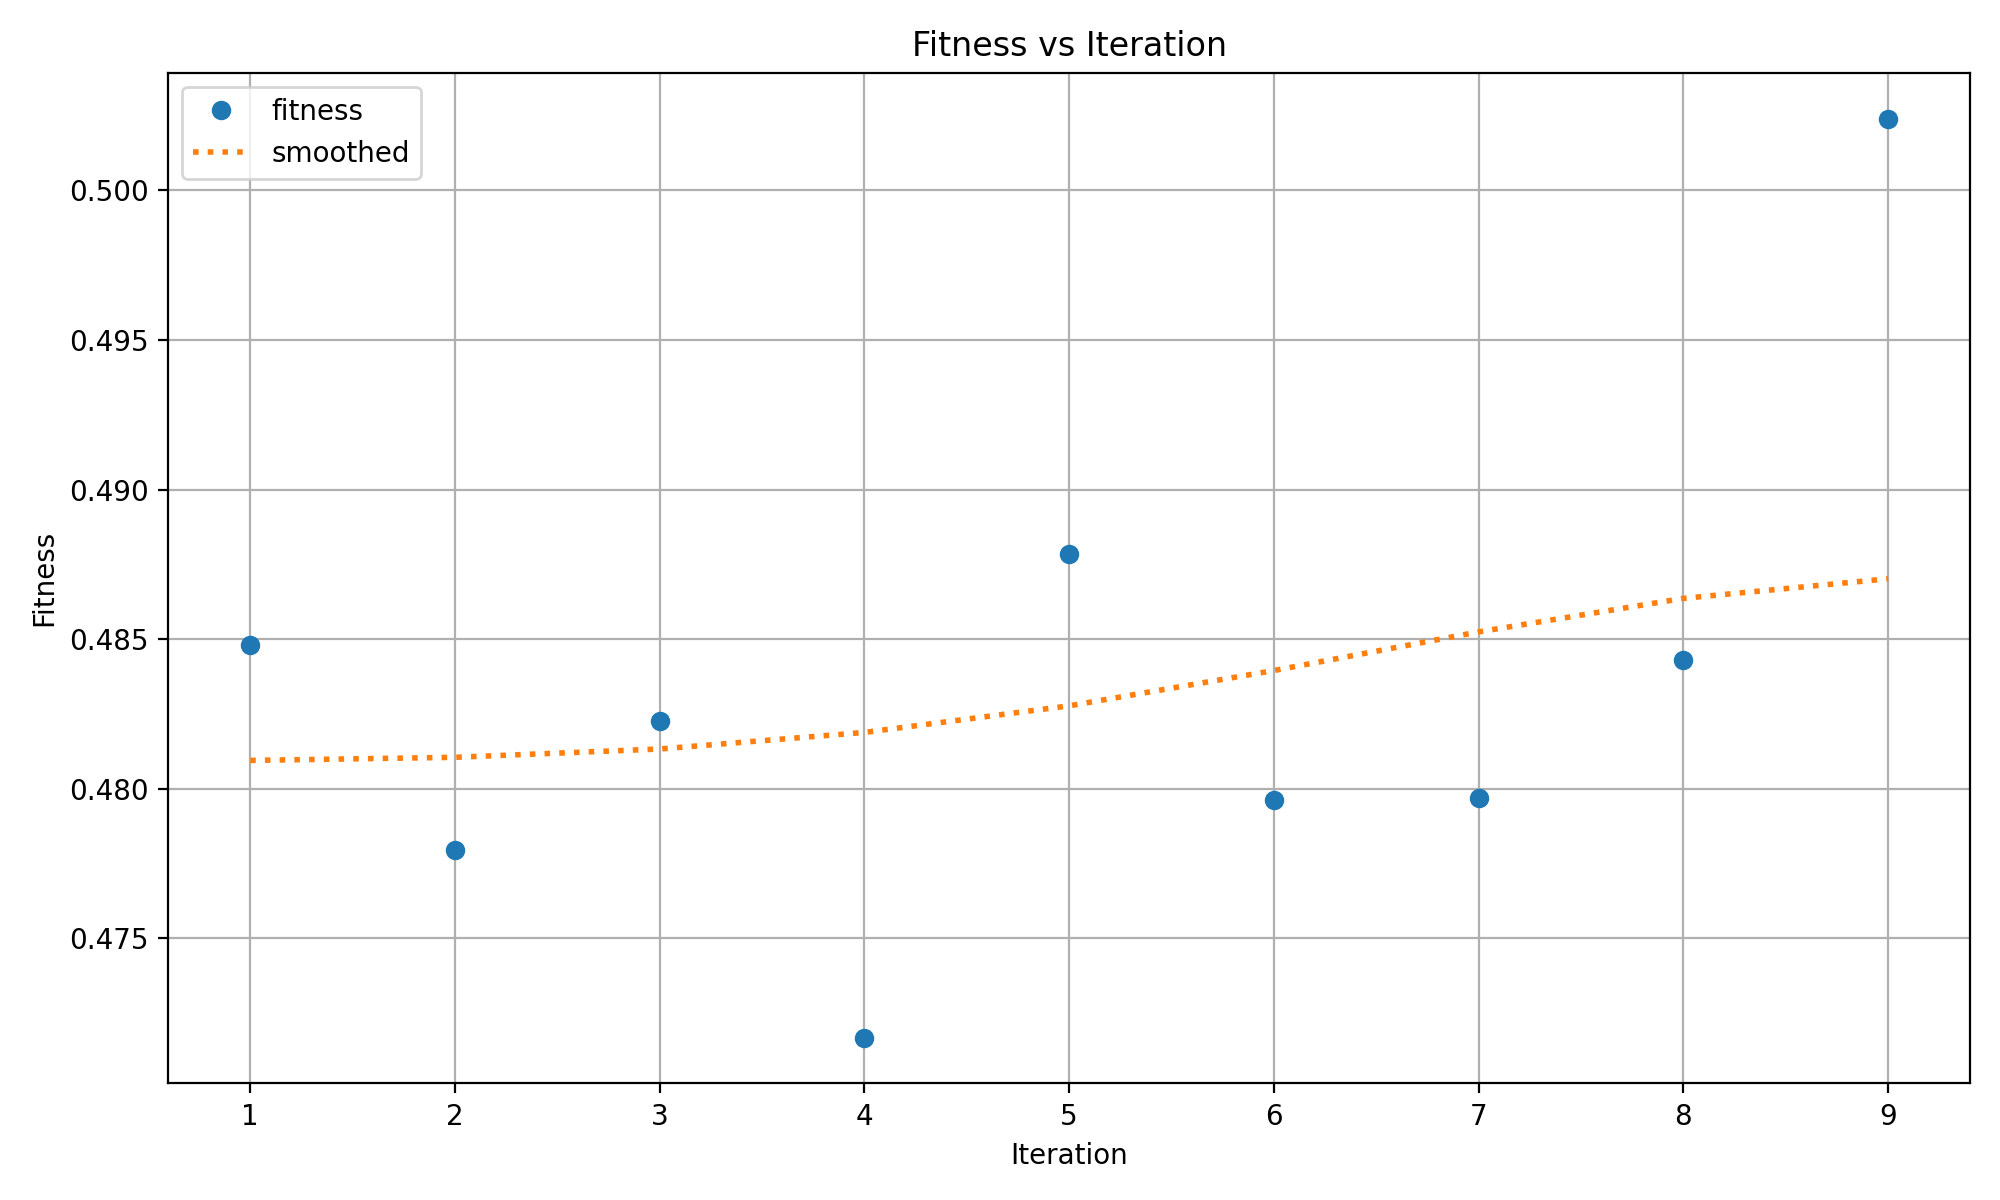 Fitness vs Iteration
fitness
smoothed
0.500
0.495
0.490
0.485
0.480
0.475
Fitness
1 2 3 4 5 6 7 8 9
Iteration